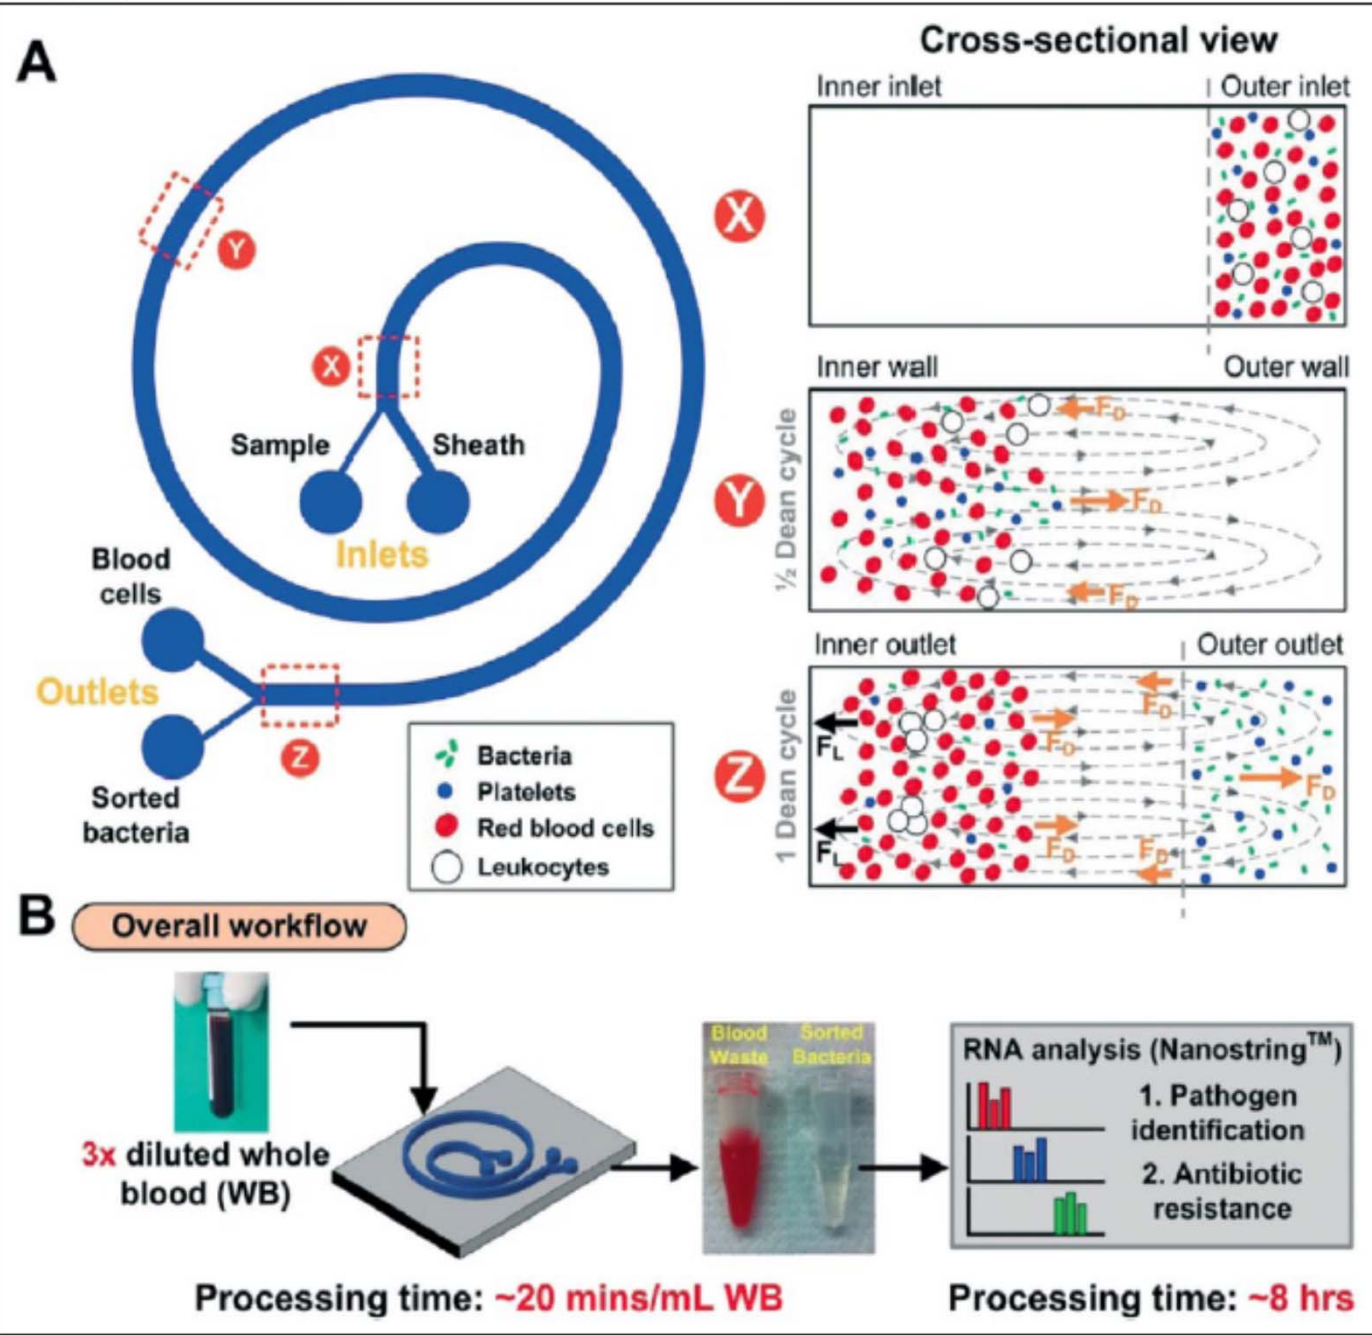 A
Cross-sectional view
Inner inlet
Outer inlet
X
Y
X
Sample
Sheath
Inlets
Blood
cells
Outlets
Sorted
bacteria
Z
Bacteria
Platelets
Red blood cells
Leukocytes
Inner wall
Outer wall
Y
½ Dean cycle
FD
FD
FD
Inner outlet
Outer outlet
Z
1 Dean cycle
FL
FD
FD
FD
FL
FD
FD
B
Overall workflow
3x diluted whole
blood (WB)
Blood
Waste
Sorted
Bacteria
RNA analysis (Nanostring™)
1. Pathogen
identification
2. Antibiotic
resistance
Processing time: ~20 mins/mL WB
Processing time: ~8 hrs